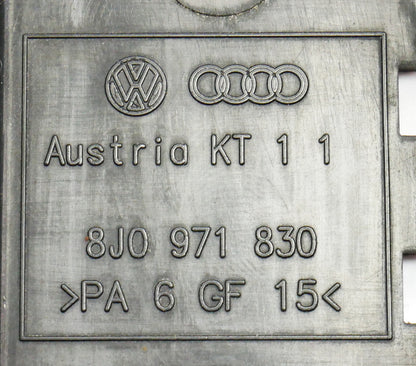 Austria KT 1 1
8J0 971 830
>PA 6 GF 15<